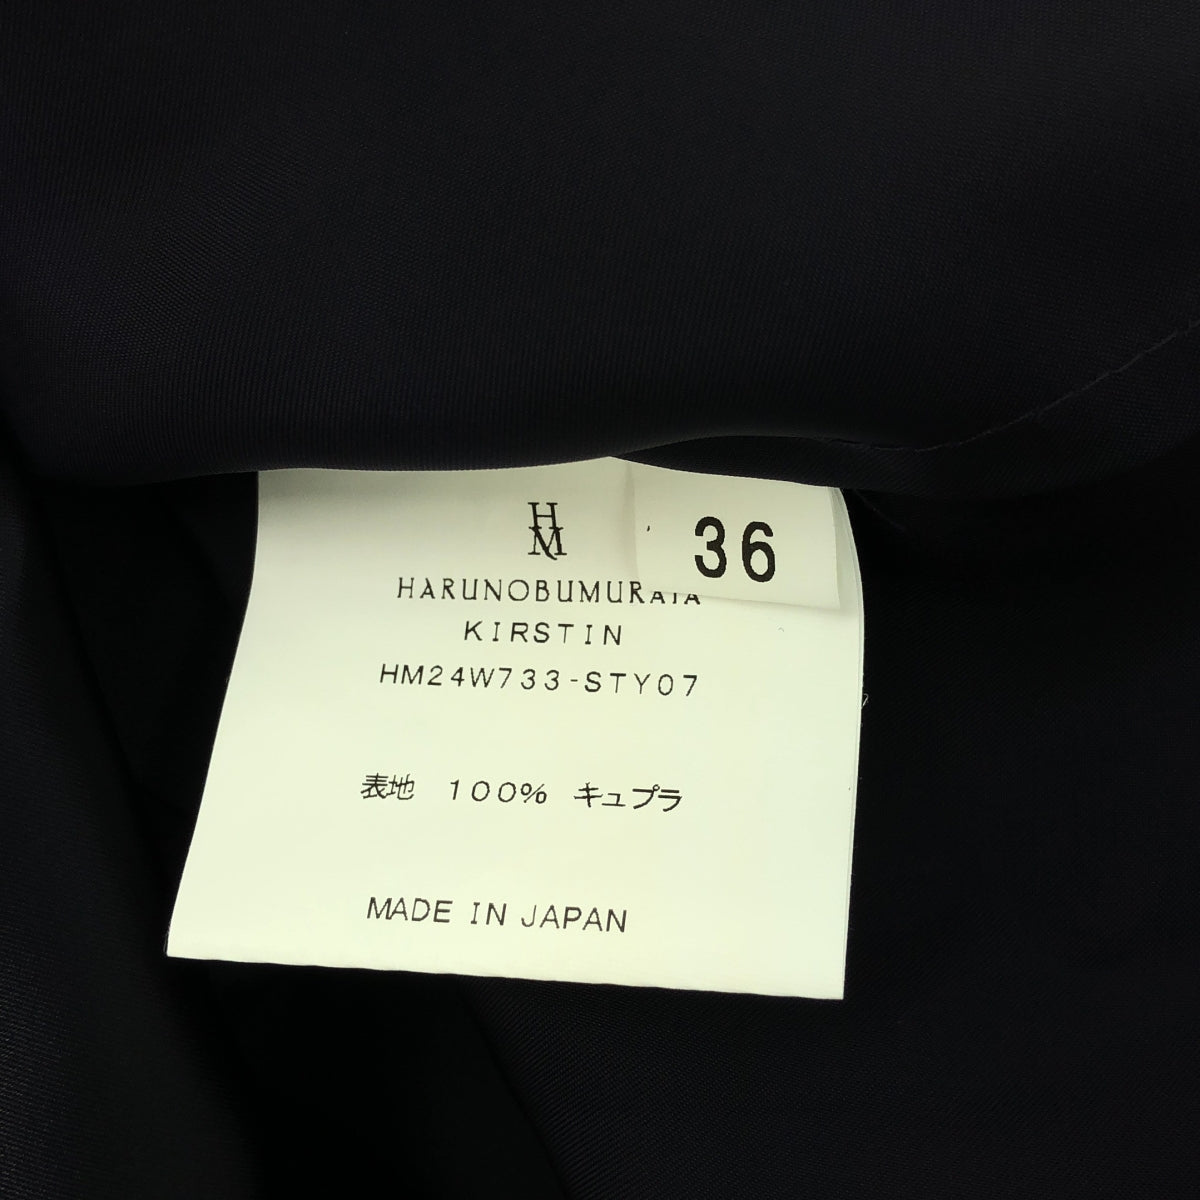 HM
36
HARUNOBUMURATA
KIRSTIN
HM24W733-STY07
表地 100% キュプラ
MADE IN JAPAN